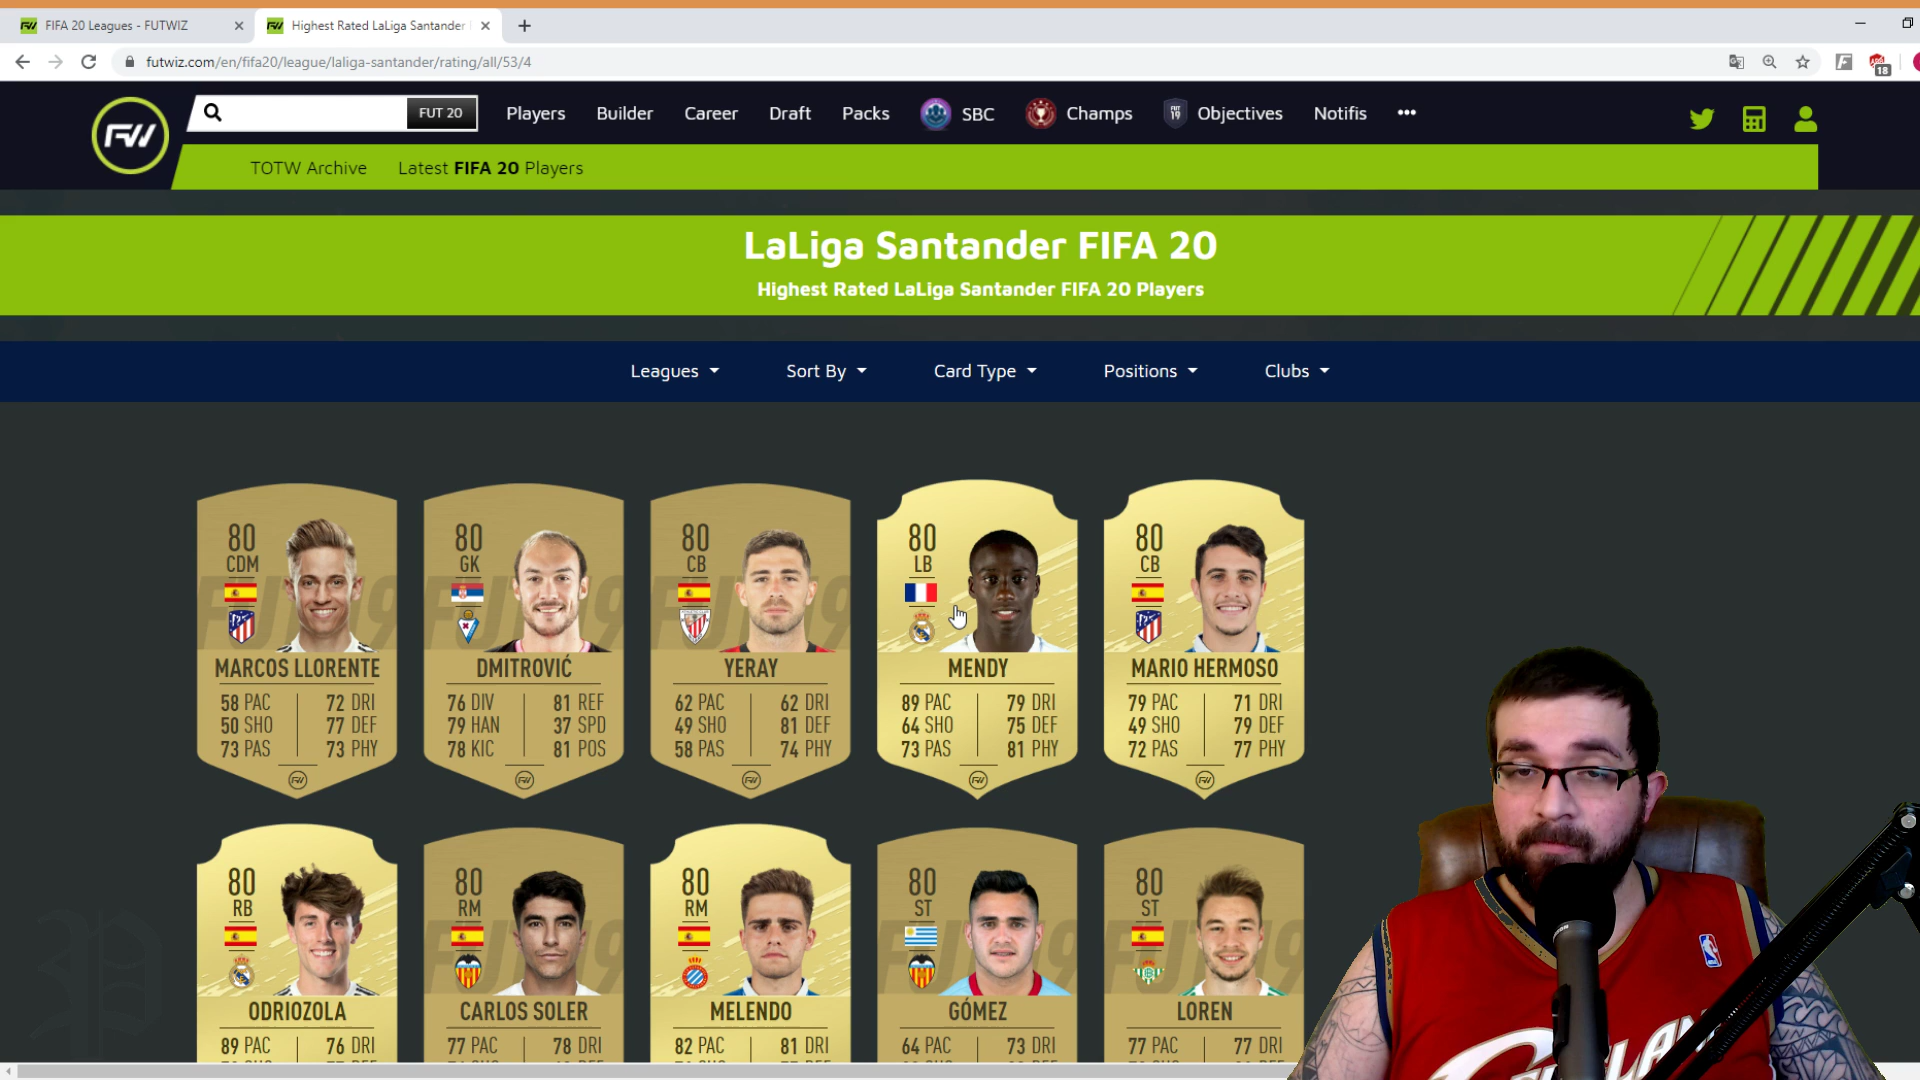 FIFA 20 Leagues - FUTWIZ
Highest Rated LaLiga Santander
futwiz.com/en/fifa20/league/laliga-santander/rating/all/53/4
18
FW
FUT 20
Players
Builder
Career
Draft
Packs
SBC
Champs
FUT 19
Objectives
Notifis
TOTW Archive
Latest FIFA 20 Players
LaLiga Santander FIFA 20
Highest Rated LaLiga Santander FIFA 20 Players
Leagues
Sort By
Card Type
Positions
Clubs
80
CDM
MARCOS LLORENTE
58 PAC 72 DRI
50 SHO 77 DEF
73 PAS 73 PHY
80
GK
DMITROVIĆ
76 DIV 81 REF
79 HAN 37 SPD
78 KIC 81 POS
80
CB
YERAY
62 PAC 62 DRI
49 SHO 81 DEF
58 PAS 74 PHY
80
LB
MENDY
89 PAC 79 DRI
64 SHO 75 DEF
73 PAS 81 PHY
80
CB
MARIO HERMOSO
79 PAC 71 DRI
49 SHO 79 DEF
72 PAS 77 PHY
80
RB
ODRIOZOLA
89 PAC 76 DRI
80
RM
CARLOS SOLER
77 PAC 78 DRI
80
RM
MELENDO
82 PAC 81 DRI
80
ST
GÓMEZ
64 PAC 73 DRI
80
ST
LOREN
77 PAC 77 DRI